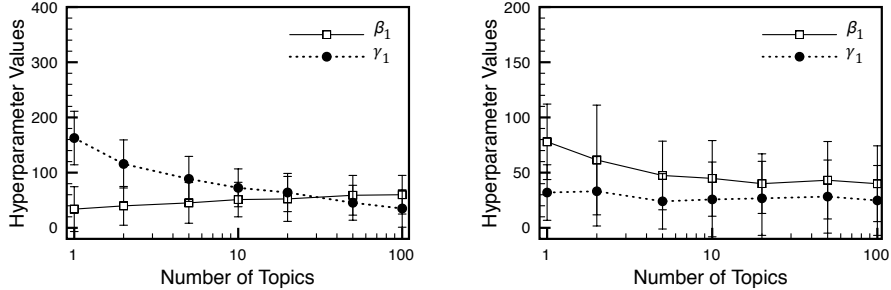 400
300
200
100
0
Hyperparameter Values
β1
γ1
1 10 100
Number of Topics
200
150
100
50
0
Hyperparameter Values
β1
γ1
1 10 100
Number of Topics